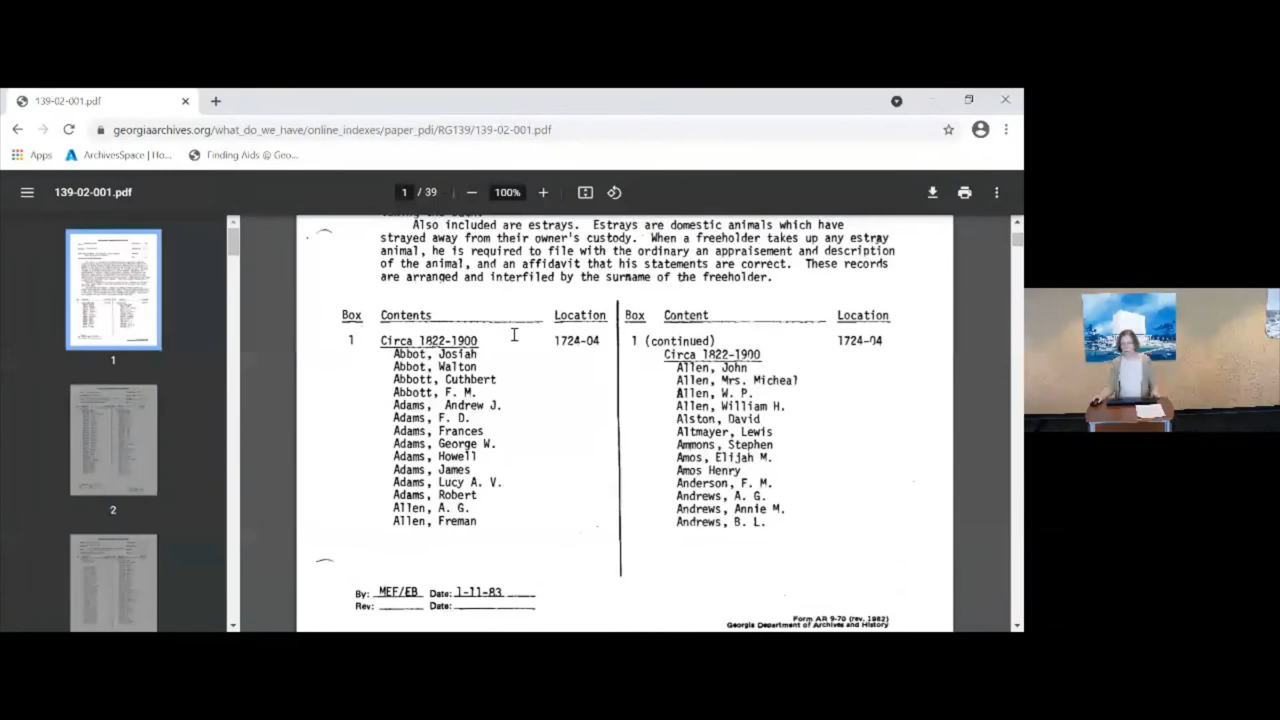 139-02-001.pdf
georgiaarchives.org/what_do_we_have/online_indexes/paper_pdi/RG139/139-02-001.pdf
Apps ArchivesSpace | Ho... Finding Aids @ Geo...
139-02-001.pdf 1 / 39 100%
Also included are estrays. Estrays are domestic animals which have
strayed away from their owner's custody. When a freeholder takes up any estray
animal, he is required to file with the ordinary an appraisement and description
of the animal, and an affidavit that his statements are correct. These records
are arranged and interfiled by the surname of the freeholder.
Box Contents Location
1 Circa 1822-1900 1724-04
Abbot, Josiah
Abbot, Walton
Abbott, Cuthbert
Abbott, F. M.
Adams, Andrew J.
Adams, F. D.
Adams, Frances
Adams, George W.
Adams, Howell
Adams, James
Adams, Lucy A. V.
Adams, Robert
Allen, A. G.
Allen, Freman
Box Content Location
1 (continued) 1724-04
Circa 1822-1900
Allen, John
Allen, Mrs. Micheal
Allen, W. P.
Allen, William H.
Alston, David
Altmayer, Lewis
Ammons, Stephen
Amos, Elijah M.
Amos Henry
Anderson, F. M.
Andrews, A. G.
Andrews, Annie M.
Andrews, B. L.
By: MEF/EB Date: 1-11-83
Rev: Date:
Form AR 9-70 (rev. 1982)
Georgia Department of Archives and History
1
2